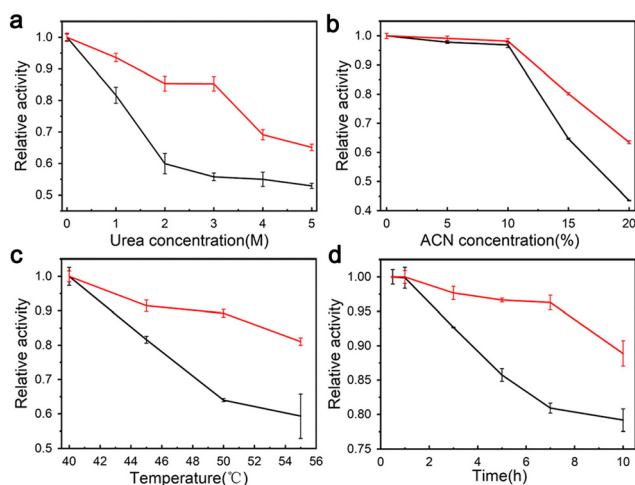 a
Relative activity
1.0
0.9
0.8
0.7
0.6
0.5
0 1 2 3 4 5
Urea concentration(M)
b
Relative activity
1.0
0.9
0.8
0.7
0.6
0.5
0.4
0 5 10 15 20
ACN concentration(%)
c
Relative activity
1.0
0.9
0.8
0.7
0.6
0.5
40 42 44 46 48 50 52 54 56
Temperature(℃)
d
Relative activity
1.00
0.95
0.90
0.85
0.80
0.75
0 2 4 6 8 10
Time(h)